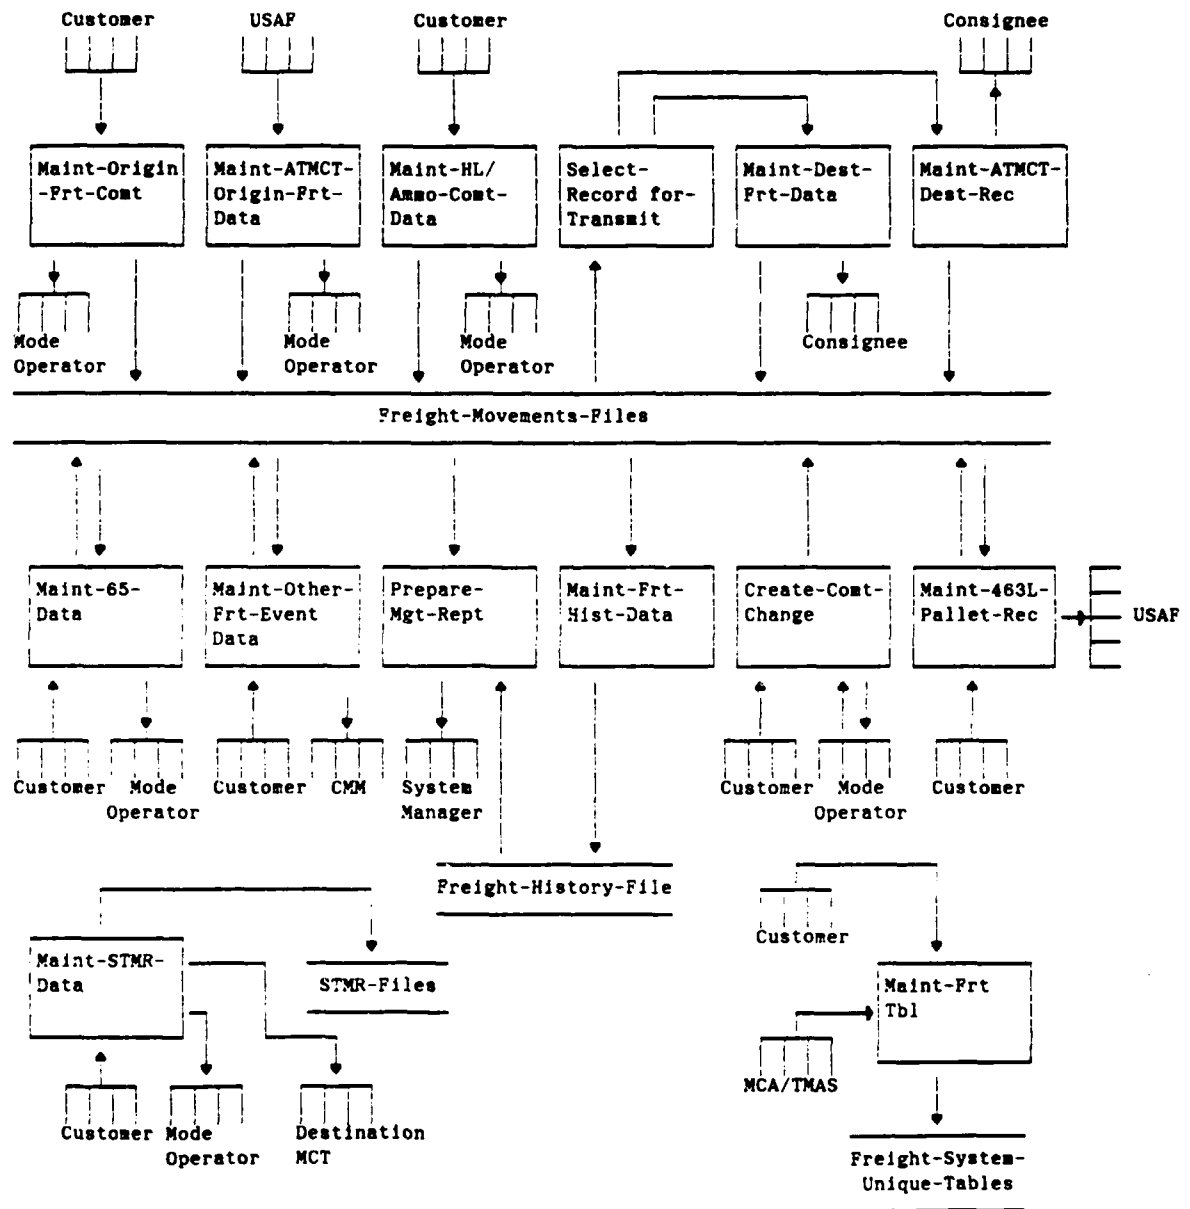 Customer
USAF
Customer
Consignee
Maint-Origin
-Frt-Comt
Maint-ATMCT-
Origin-Frt-
Data
Maint-HL/
Ammo-Comt-
Data
Select-
Record for-
Transmit
Maint-Dest-
Frt-Data
Maint-ATMCT-
Dest-Rec
Mode
Operator
Mode
Operator
Mode
Operator
Consignee
Freight-Movements-Files
Maint-65-
Data
Maint-Other-
Frt-Event
Data
Prepare-
Mgt-Rept
Maint-Frt-
Hist-Data
Create-Comt-
Change
Maint-463L-
Pallet-Rec
USAF
Customer
Mode
Operator
Customer
CMM
System
Manager
Customer
Mode
Operator
Customer
Freight-History-File
Customer
Maint-STMR-
Data
STMR-Files
Maint-Frt
Tbl
MCA/TMAS
Customer
Mode
Operator
Destination
MCT
Freight-System-
Unique-Tables